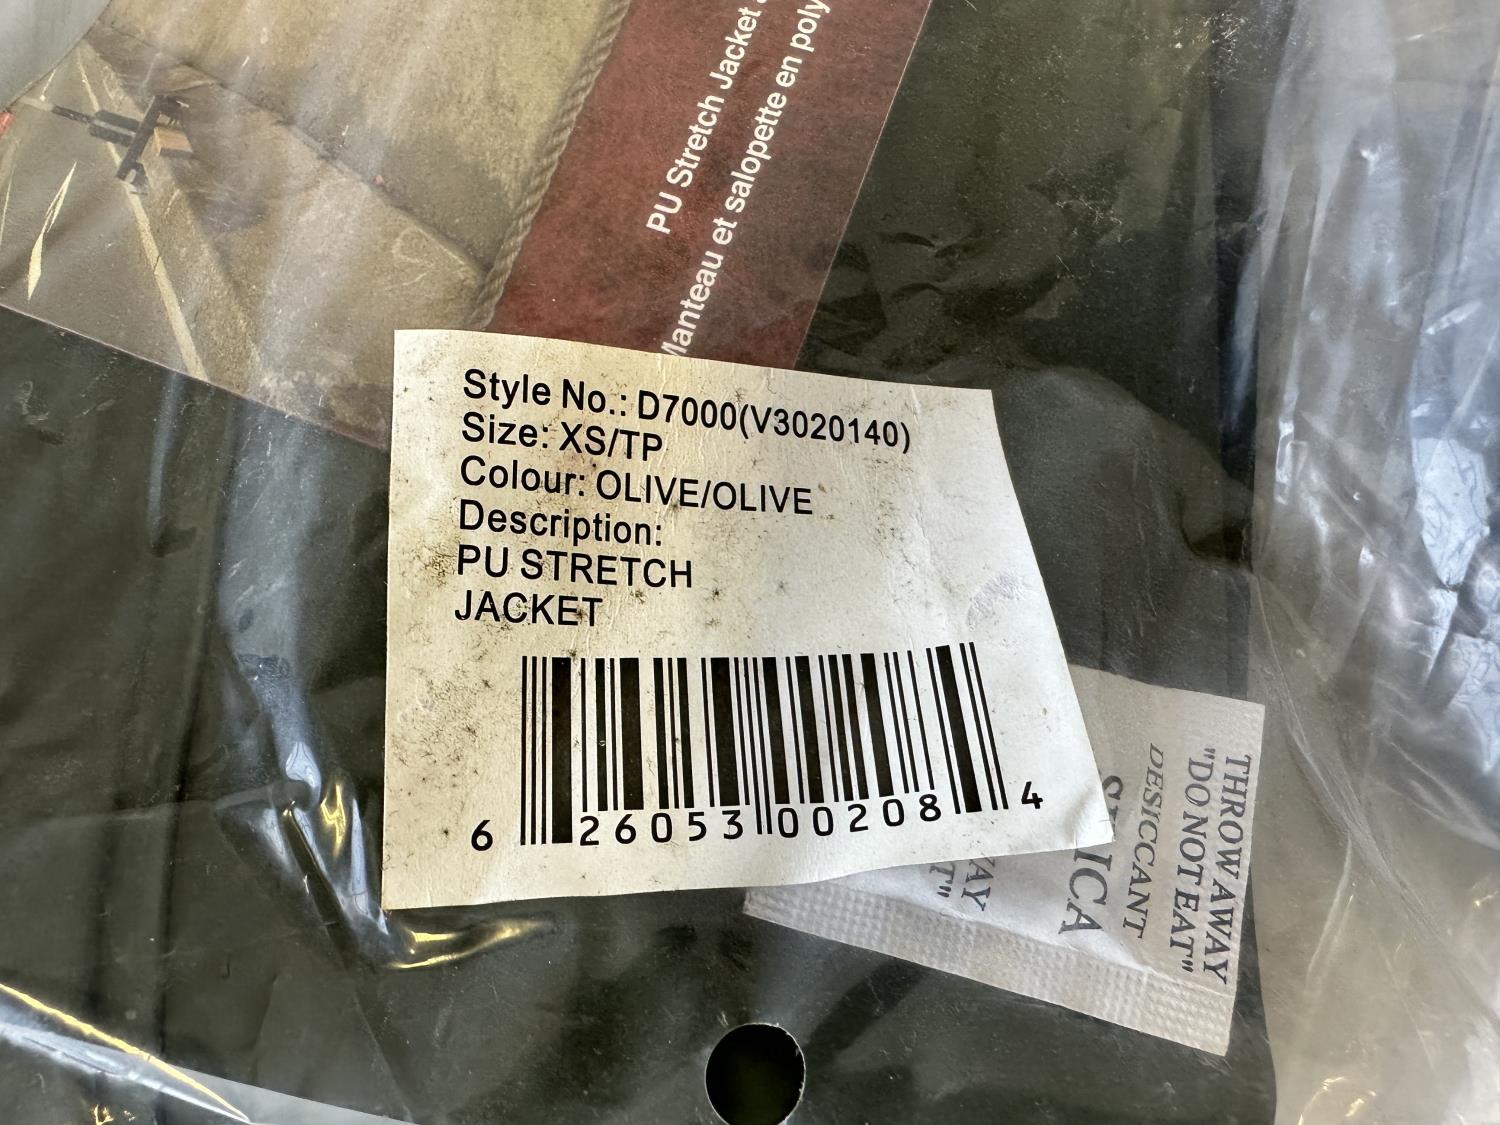 PU Stretch Jacket
Manteau et salopette en poly
Style No.: D7000(V3020140)
Size: XS/TP
Colour: OLIVE/OLIVE
Description:
PU STRETCH
JACKET
6 26053 00208 4
THROW AWAY
"DO NOT EAT"
DESICCANT